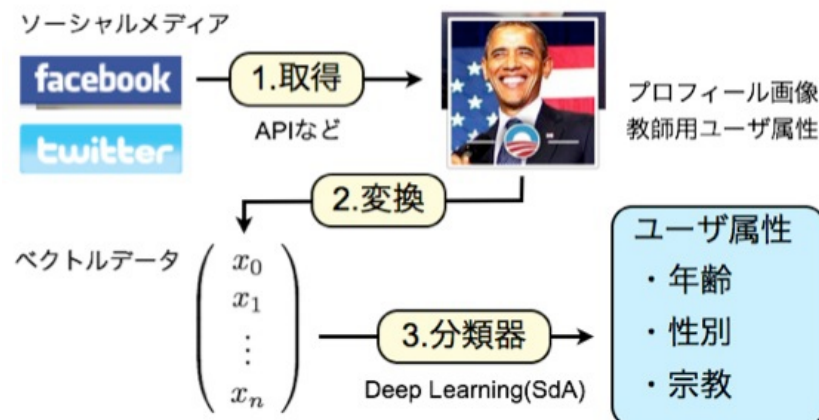 ソーシャルメディア
facebook
twitter
1.取得
APIなど
プロフィール画像
教師用ユーザ属性
2.変換
ベクトルデータ
x_0
x_1
⋮
x_n
3.分類器
Deep Learning(SdA)
ユーザ属性
・年齢
・性別
・宗教